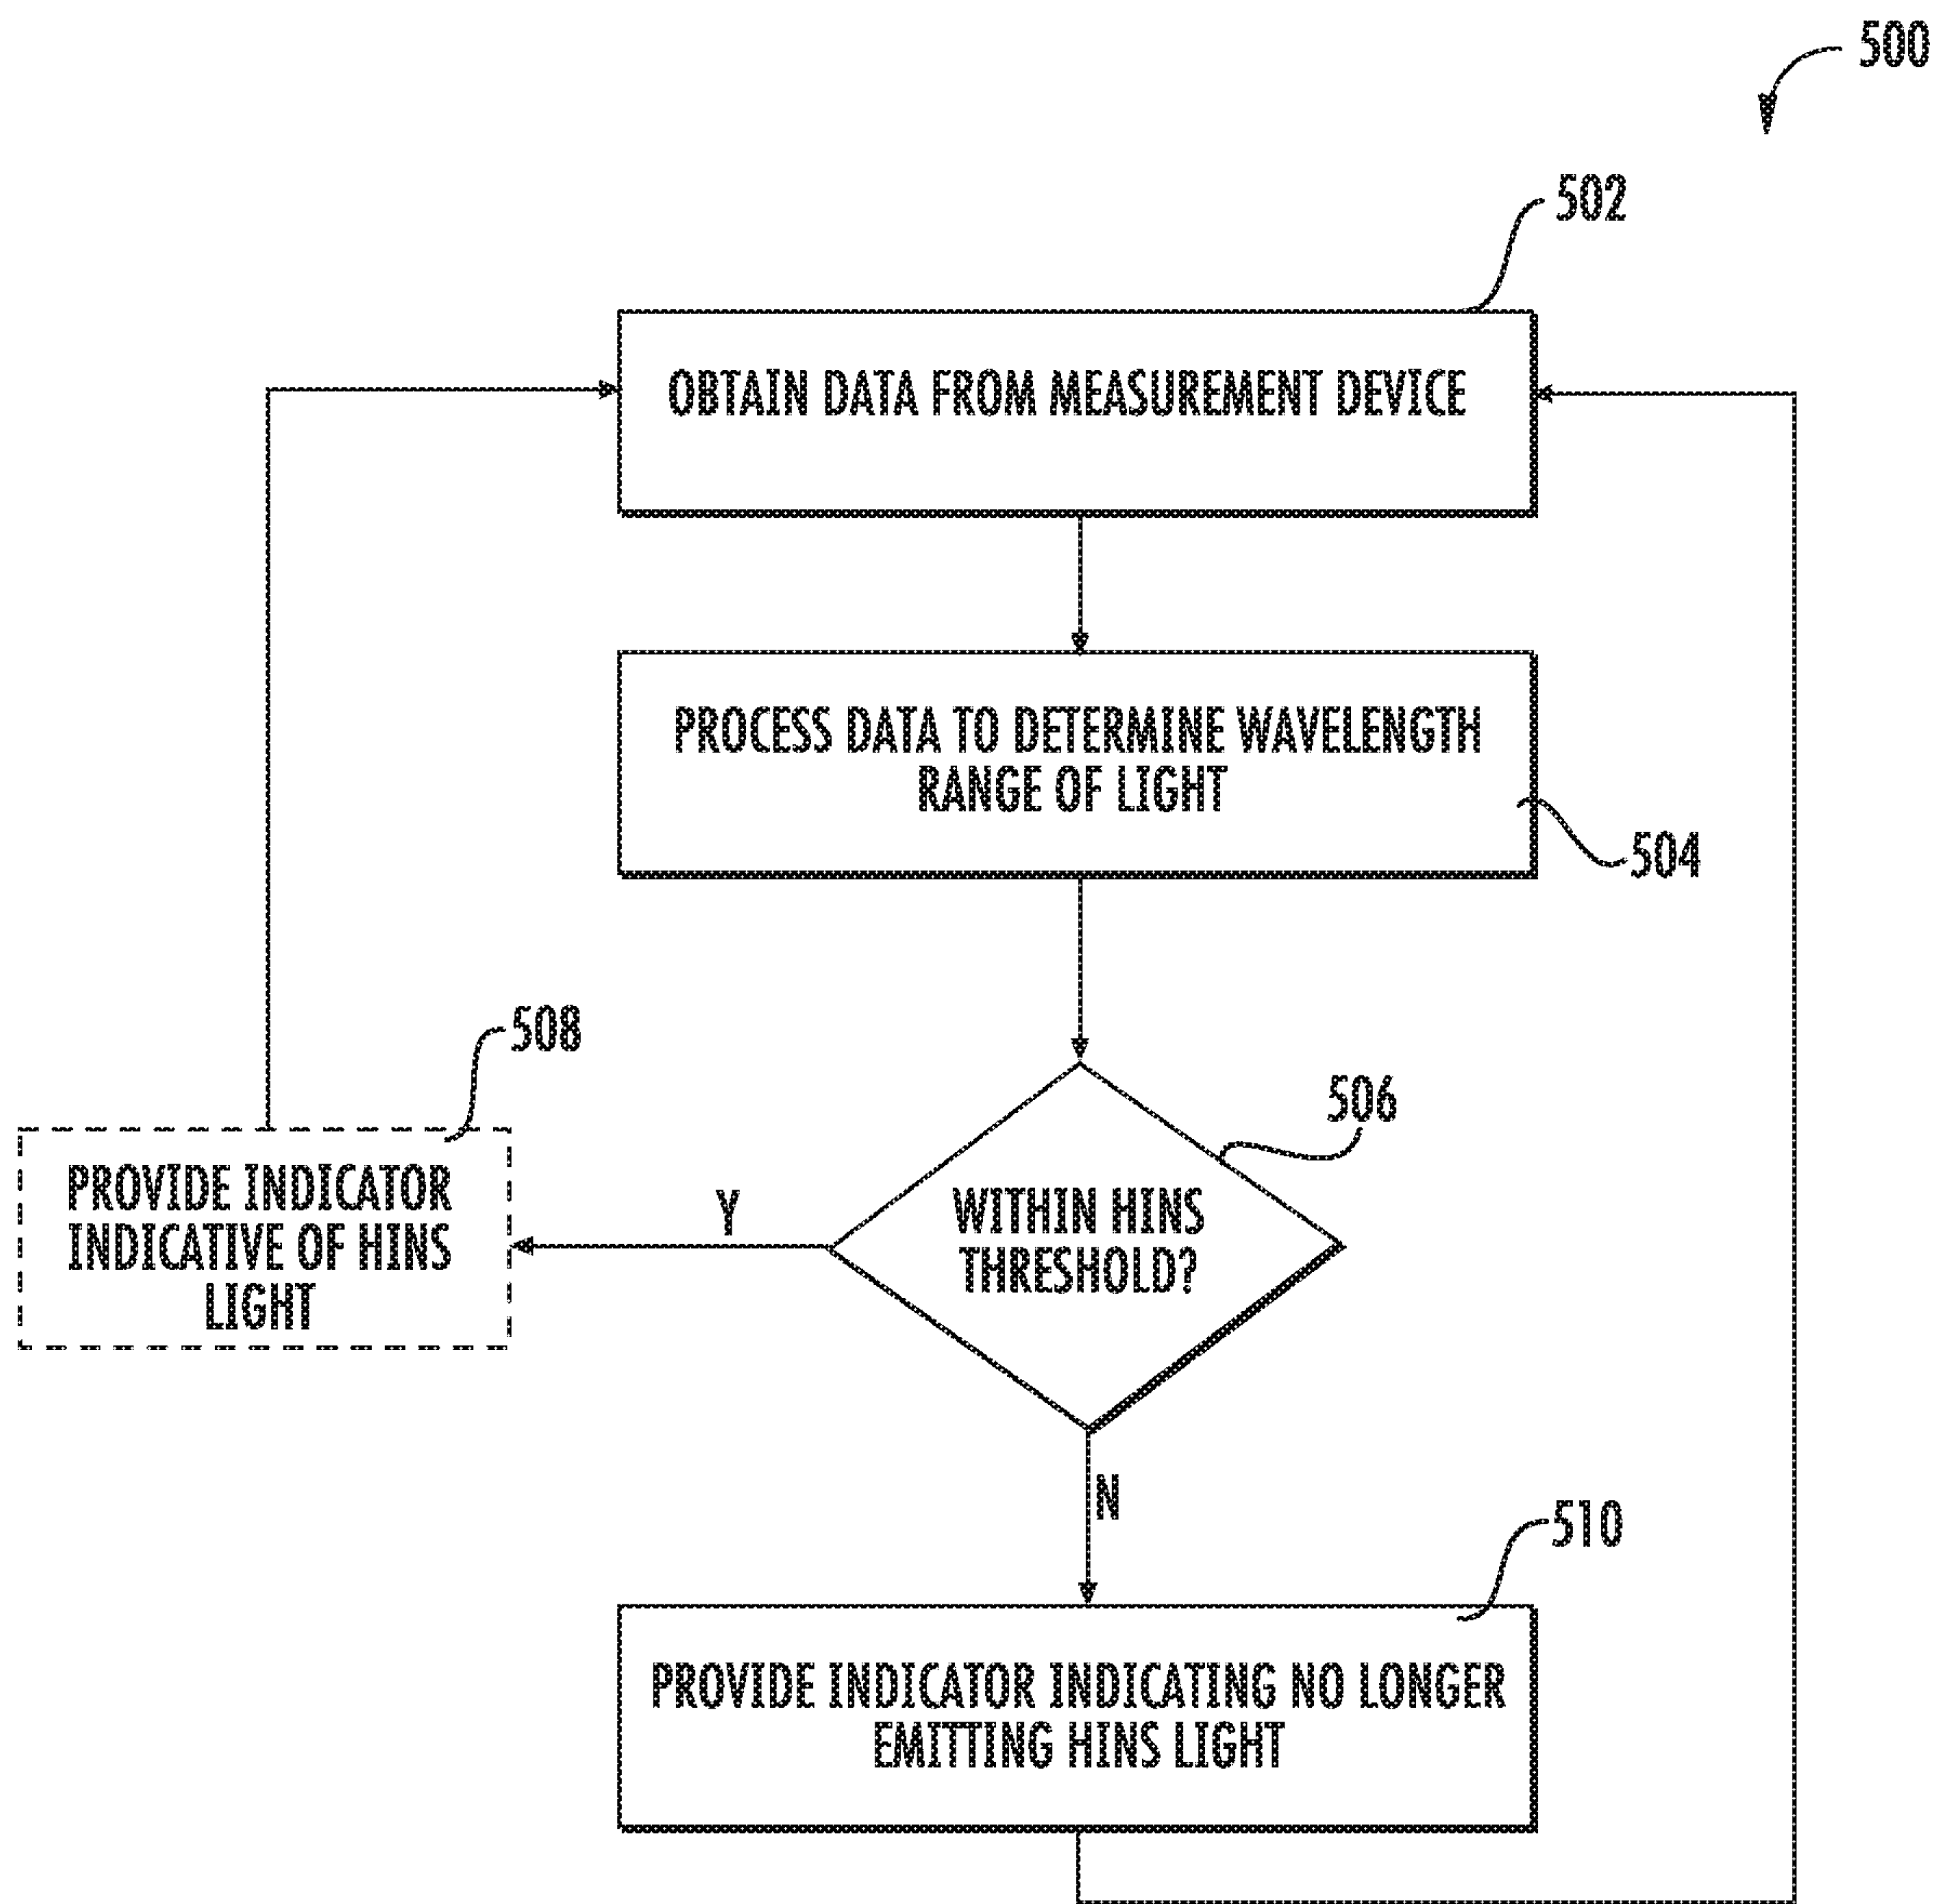 500
502
OBTAIN DATA FROM MEASUREMENT DEVICE
PROCESS DATA TO DETERMINE WAVELENGTH
RANGE OF LIGHT
504
508
506
PROVIDE INDICATOR
INDICATIVE OF HINS
LIGHT
Y
WITHIN HINS
THRESHOLD?
N
510
PROVIDE INDICATOR INDICATING NO LONGER
EMITTING HINS LIGHT